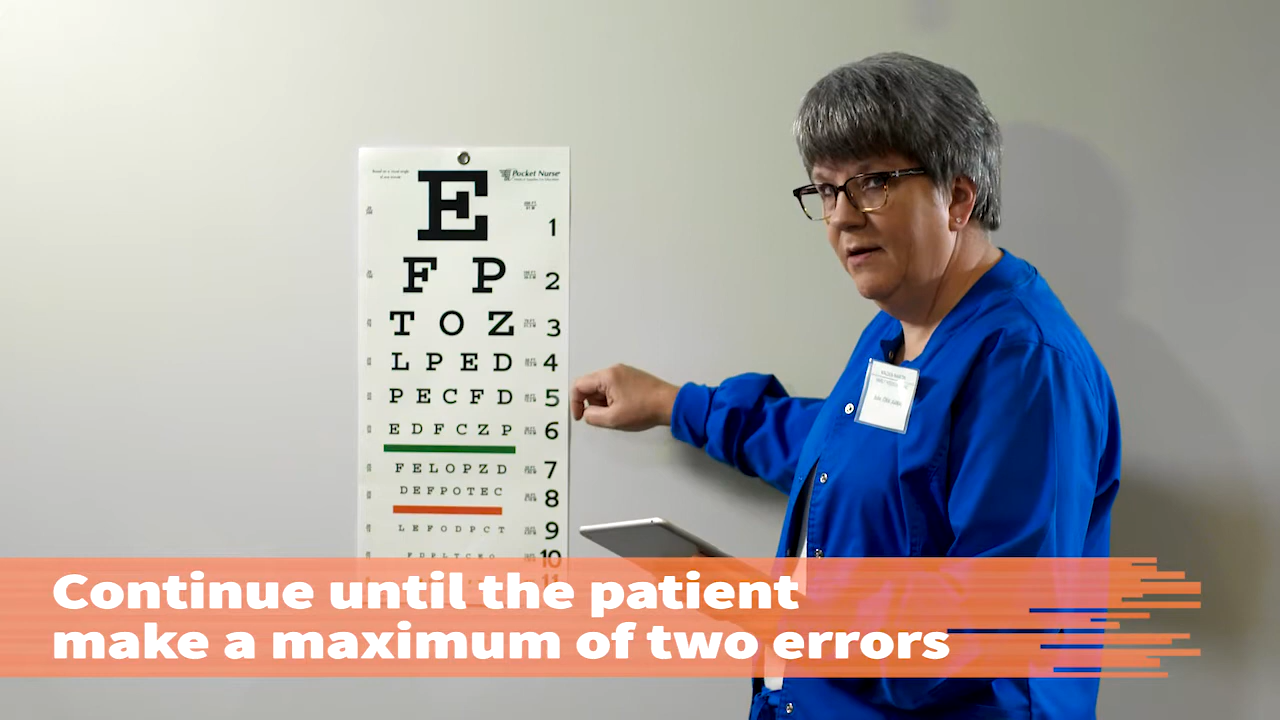 Pocket Nurse
E
1
F P
2
T O Z
3
L P E D
4
P E C F D
5
E D F C Z P
6
F E L O P Z D
7
D E F P O T E C
8
L E F O D P C T
9
F D P L T C E O
10
11
Continue until the patient
make a maximum of two errors